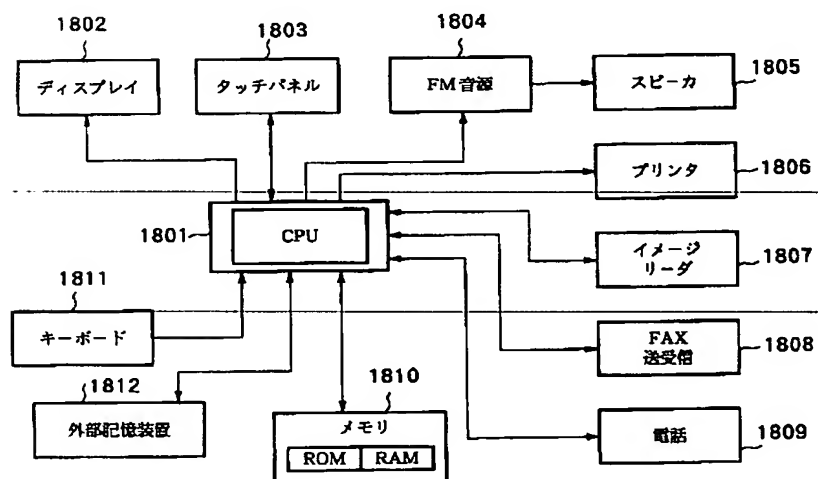 1802
1803
1804
ディスプレイ
タッチパネル
FM音源
スピーカ
1805
プリンタ
1806
1801
CPU
イメージ
リーダ
1807
1811
キーボード
FAX
送受信
1808
1812
外部記憶装置
1810
メモリ
ROM
RAM
電話
1809